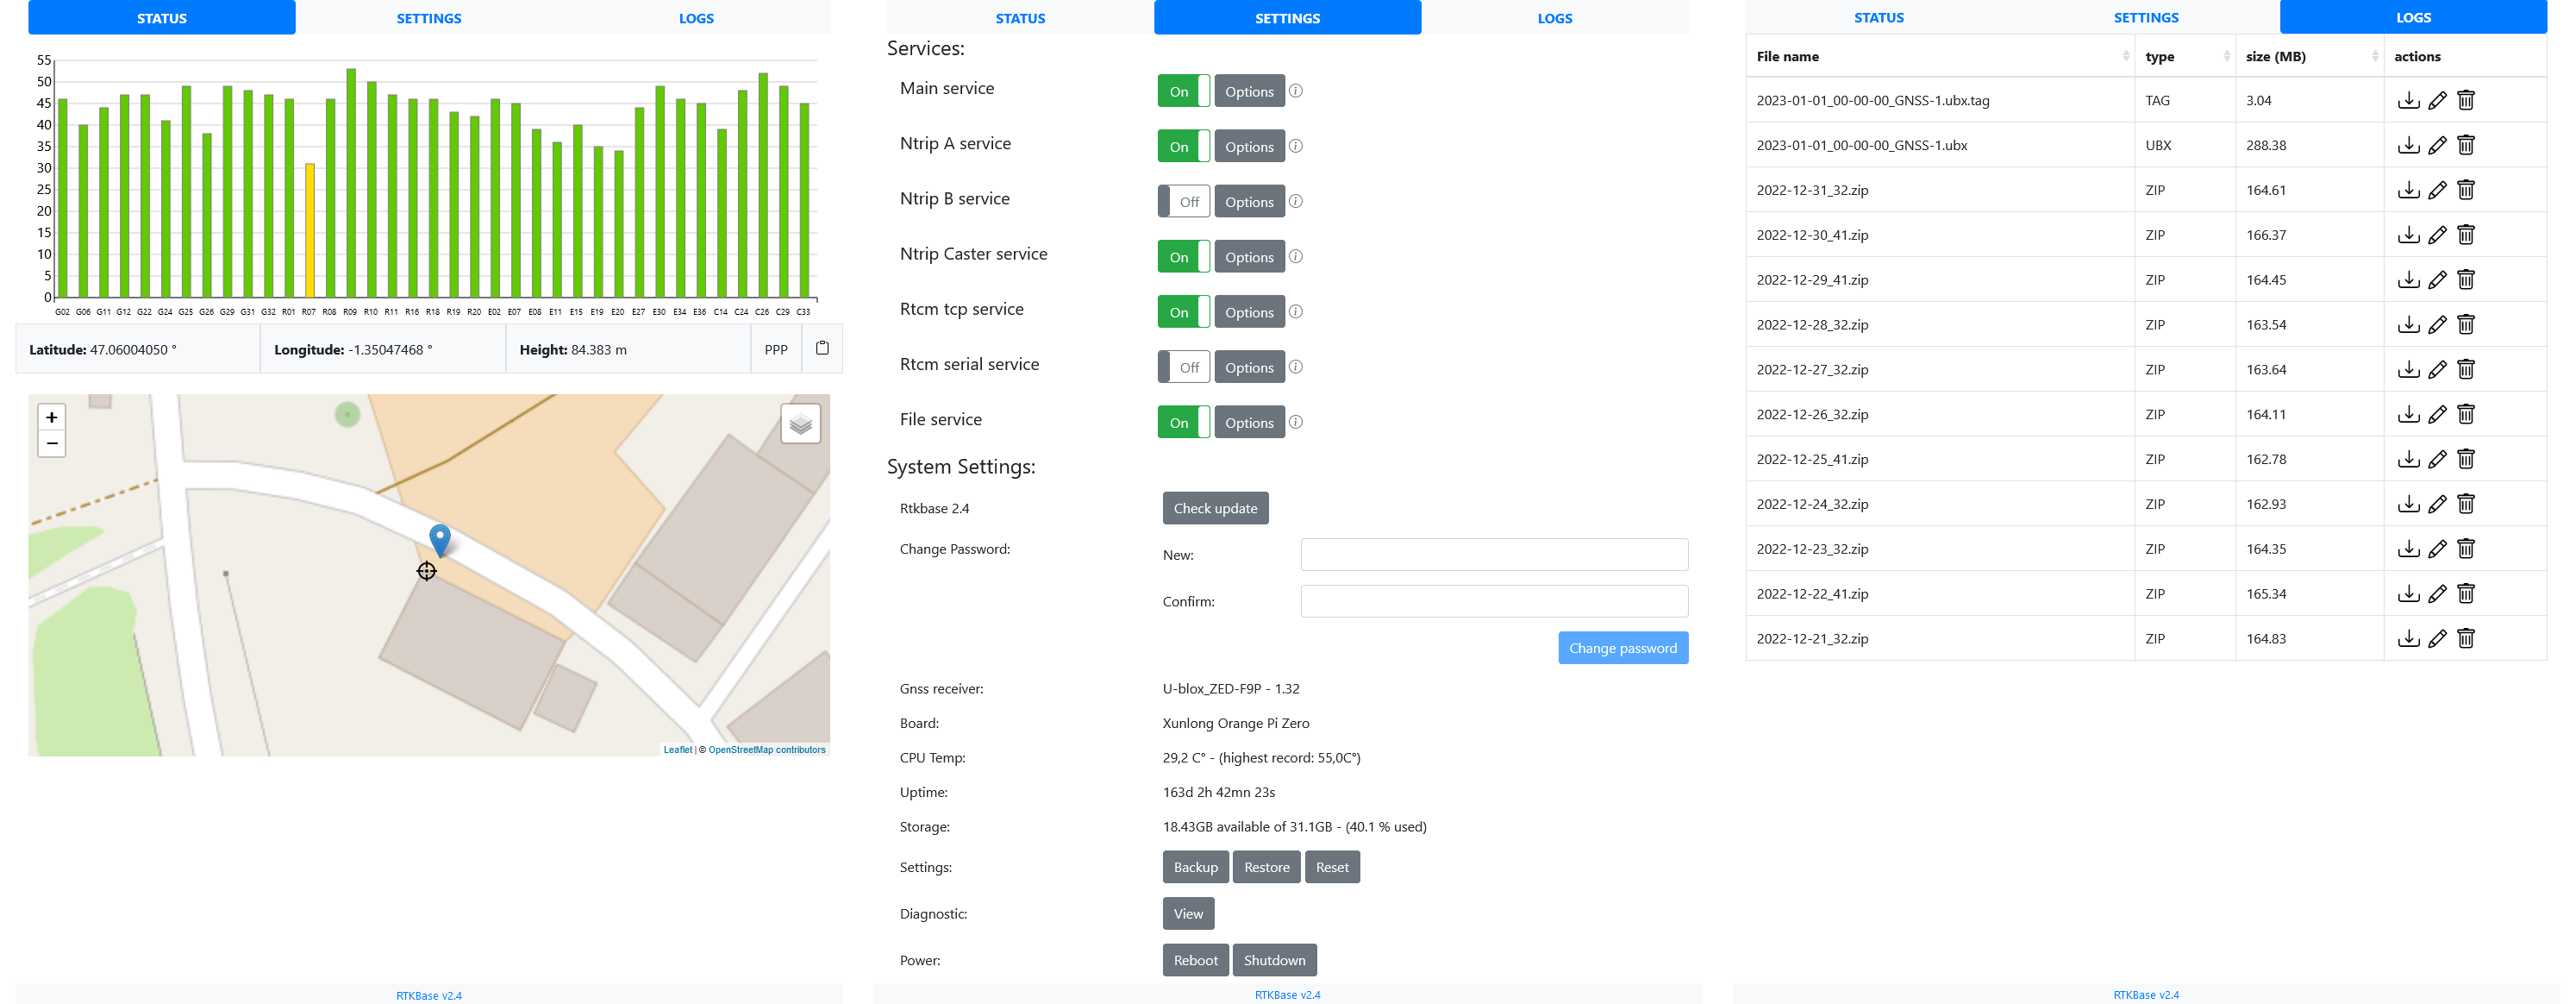 STATUS SETTINGS LOGS
55
50
45
40
35
30
25
20
15
10
5
0
G02 G06 G11 G12 G22 G24 G25 G26 G29 G31 G32 R01 R07 R08 R09 R10 R11 R16 R18 R19 R20 E02 E07 E08 E11 E15 E19 E20 E27 E30 E34 E36 C14 C24 C26 C29 C33
Latitude: 47.06004050 ° Longitude: -1.35047468 ° Height: 84.383 m PPP
+
−
Leaflet | © OpenStreetMap contributors
RTKBase v2.4
STATUS SETTINGS LOGS
Services:
Main service On Options
Ntrip A service On Options
Ntrip B service Off Options
Ntrip Caster service On Options
Rtcm tcp service On Options
Rtcm serial service Off Options
File service On Options
System Settings:
Rtkbase 2.4 Check update
Change Password: New:
Confirm:
Change password
Gnss receiver: U-blox_ZED-F9P - 1.32
Board: Xunlong Orange Pi Zero
CPU Temp: 29,2 C° - (highest record: 55,0C°)
Uptime: 163d 2h 42mn 23s
Storage: 18.43GB available of 31.1GB - (40.1 % used)
Settings: Backup Restore Reset
Diagnostic: View
Power: Reboot Shutdown
RTKBase v2.4
STATUS SETTINGS LOGS
File name type size (MB) actions
2023-01-01_00-00-00_GNSS-1.ubx.tag TAG 3.04
2023-01-01_00-00-00_GNSS-1.ubx UBX 288.38
2022-12-31_32.zip ZIP 164.61
2022-12-30_41.zip ZIP 166.37
2022-12-29_41.zip ZIP 164.45
2022-12-28_32.zip ZIP 163.54
2022-12-27_32.zip ZIP 163.64
2022-12-26_32.zip ZIP 164.11
2022-12-25_41.zip ZIP 162.78
2022-12-24_32.zip ZIP 162.93
2022-12-23_32.zip ZIP 164.35
2022-12-22_41.zip ZIP 165.34
2022-12-21_32.zip ZIP 164.83
RTKBase v2.4